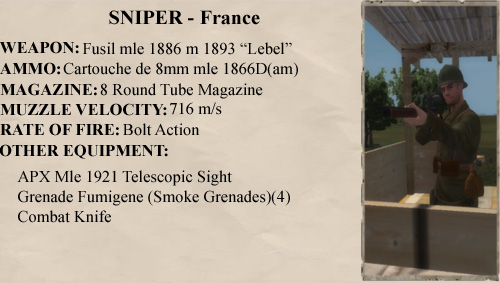 SNIPER - France
WEAPON: Fusil mle 1886 m 1893 “Lebel”
AMMO: Cartouche de 8mm mle 1866D(am)
MAGAZINE: 8 Round Tube Magazine
MUZZLE VELOCITY: 716 m/s
RATE OF FIRE: Bolt Action
OTHER EQUIPMENT:
APX Mle 1921 Telescopic Sight
Grenade Fumigene (Smoke Grenades)(4)
Combat Knife